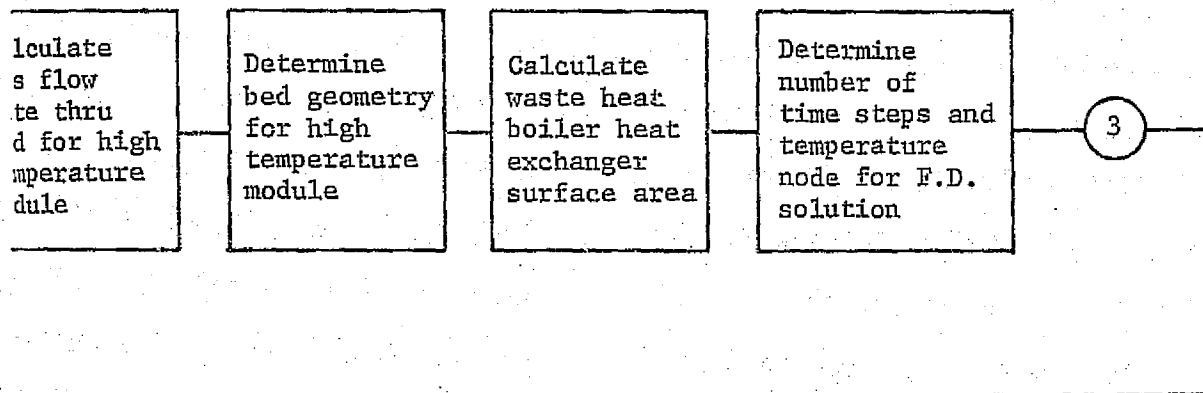 lculate
s flow
te thru
d for high
mperature
dule
Determine
bed geometry
for high
temperature
module
Calculate
waste heat
boiler heat
exchanger
surface area
Determine
number of
time steps and
temperature
node for F.D.
solution
3